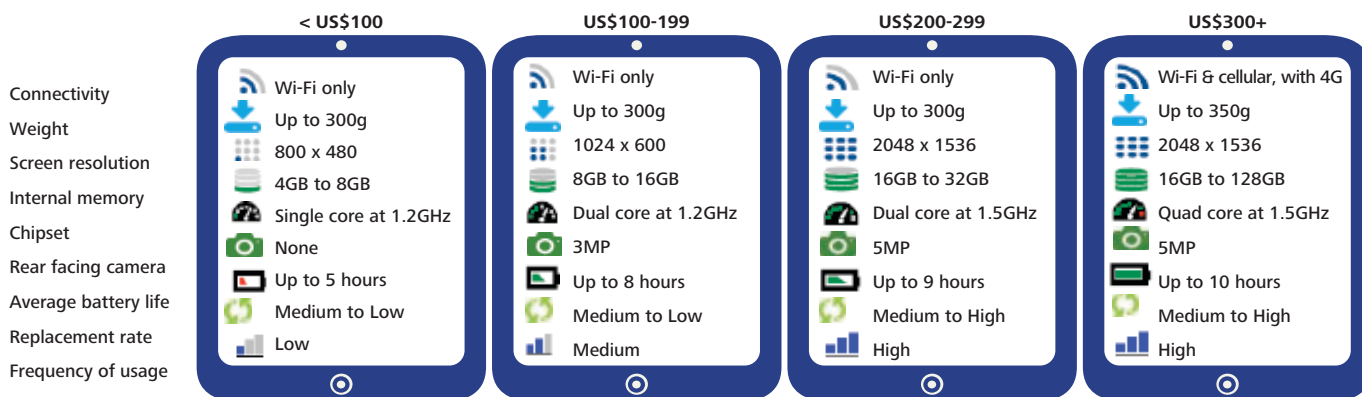 < US$100
US$100-199
US$200-299
US$300+
Connectivity
Weight
Screen resolution
Internal memory
Chipset
Rear facing camera
Average battery life
Replacement rate
Frequency of usage
Wi-Fi only
Up to 300g
800 x 480
4GB to 8GB
Single core at 1.2GHz
None
Up to 5 hours
Medium to Low
Low
Wi-Fi only
Up to 300g
1024 x 600
8GB to 16GB
Dual core at 1.2GHz
3MP
Up to 8 hours
Medium to Low
Medium
Wi-Fi only
Up to 300g
2048 x 1536
16GB to 32GB
Dual core at 1.5GHz
5MP
Up to 9 hours
Medium to High
High
Wi-Fi & cellular, with 4G
Up to 350g
2048 x 1536
16GB to 128GB
Quad core at 1.5GHz
5MP
Up to 10 hours
Medium to High
High